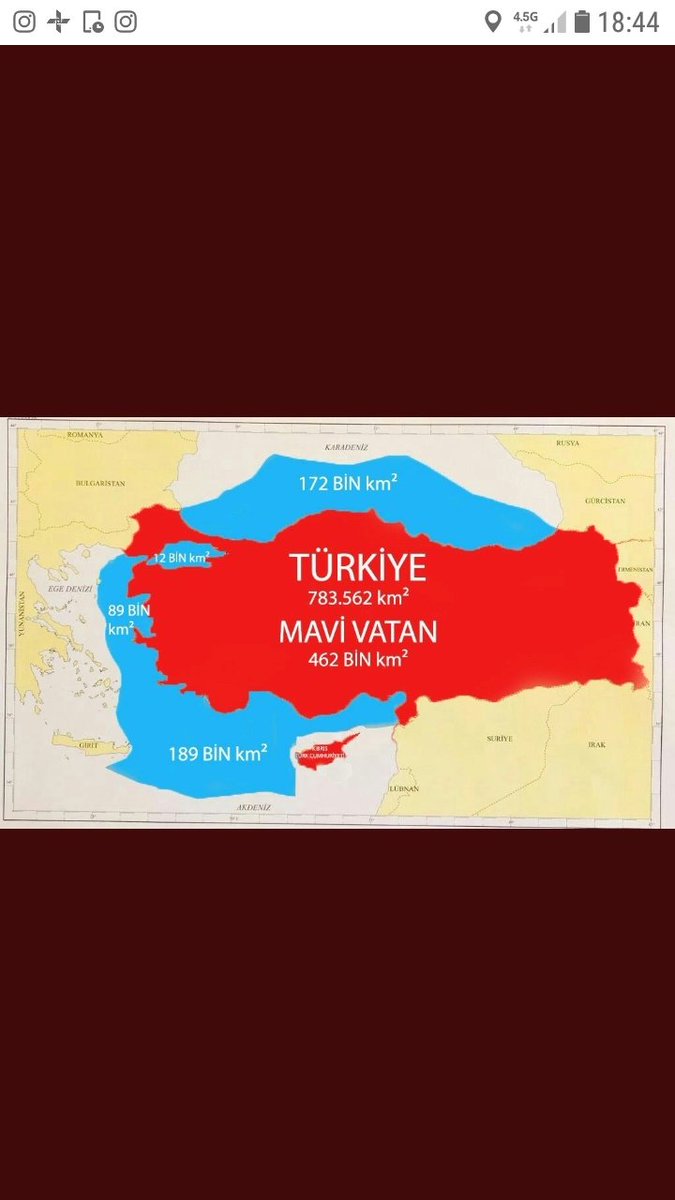 4.5G 18:44
ROMANYA
KARADENİZ
RUSYA
BULGARİSTAN
172 BİN km²
GÜRCİSTAN
12 BİN km²
TÜRKİYE
ERMENİSTAN
EGE DENİZİ
783.562 km²
YUNANİSTAN
89 BİN
km²
MAVİ VATAN
İRAN
462 BİN km²
GİRİT
189 BİN km²
KIBRIS
TÜRK CUMHURİYETİ
SURİYE
IRAK
LÜBNAN
AKDENİZ